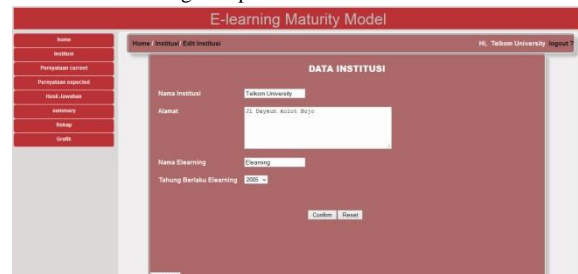 E-learning Maturity Model
home
Institusi
Pernyataan current
Pernyataan expected
Hasil Jawaban
summary
Rekap
Grafik
Home / Institusi / Edit Institusi
Hi, Telkom University logout ?
DATA INSTITUSI
Nama Institusi Telkom University
Alamat Jl Dayeuh Kolot Bojo
Nama Elearning Elearning
Tahung Berlaku Elearning 2005
Confirm Reset